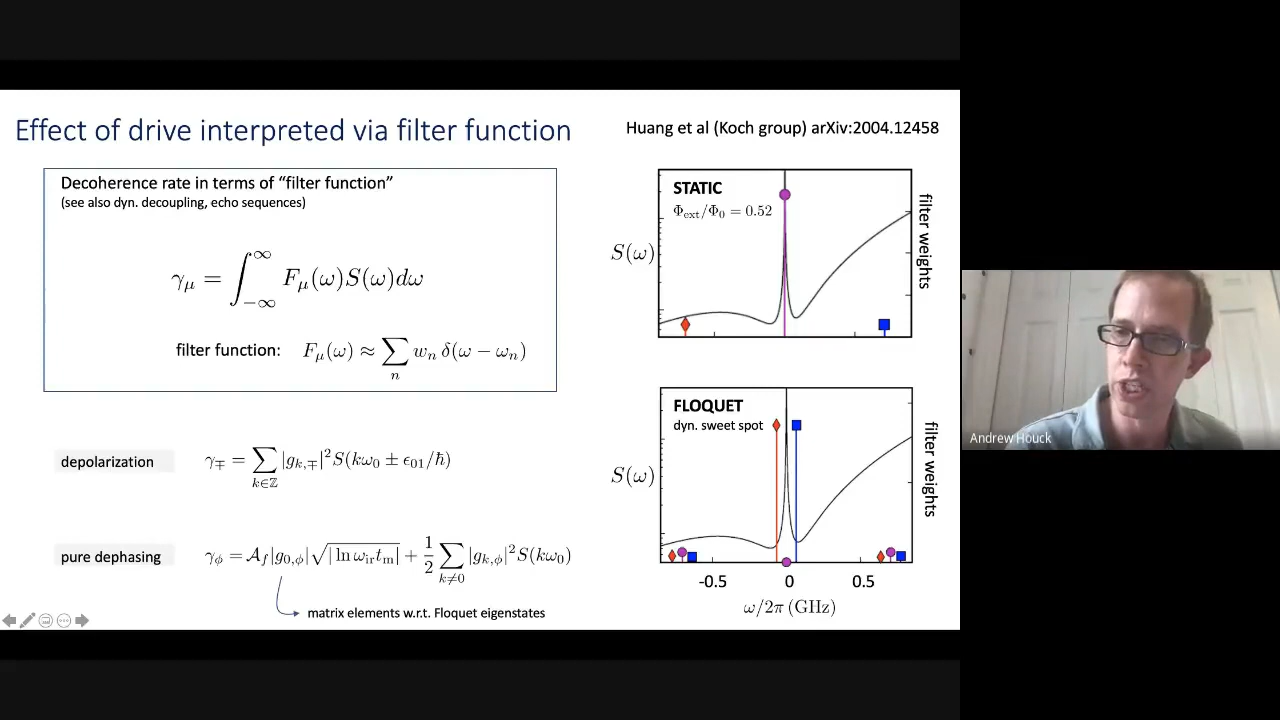 Effect of drive interpreted via filter function
Huang et al (Koch group) arXiv:2004.12458
Decoherence rate in terms of “filter function”
(see also dyn. decoupling, echo sequences)
γ_μ = ∫_{-∞}^{∞} F_μ(ω)S(ω)dω
filter function: F_μ(ω) ≈ ∑_n w_n δ(ω − ω_n)
depolarization γ_∓ = ∑_{k∈ℤ} |g_{k,∓}|² S(kω₀ ± ϵ₀₁/ℏ)
pure dephasing γ_ϕ = 𝒜_f|g_{0,ϕ}|√|ln ω_ir t_m| + 1/2 ∑_{k≠0} |g_{k,ϕ}|² S(kω₀)
matrix elements w.r.t. Floquet eigenstates
STATIC
Φ_ext/Φ₀ = 0.52
S(ω)
filter weights
FLOQUET
dyn. sweet spot
S(ω)
filter weights
-0.5 0 0.5
ω/2π (GHz)
Andrew Houck